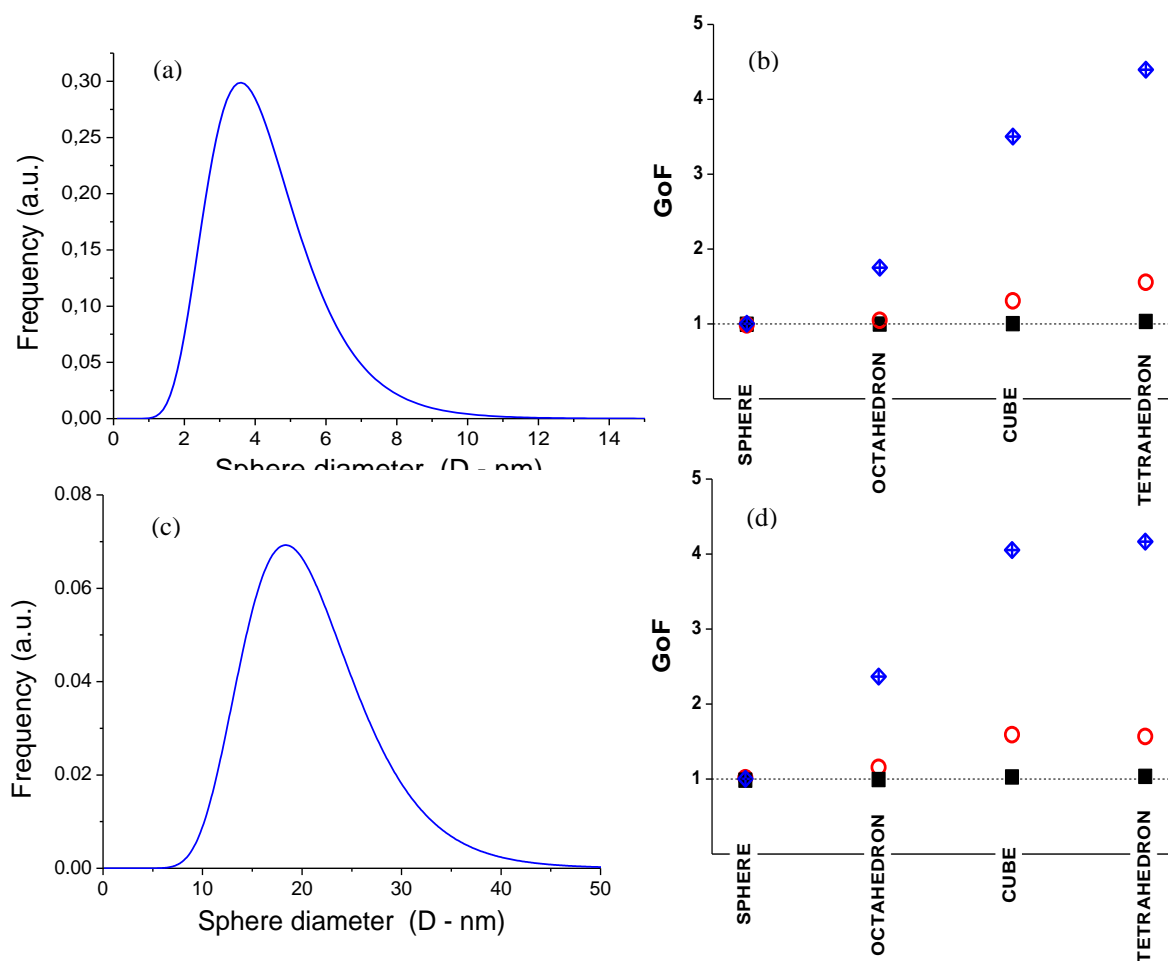 (a)
0,30
0,25
0,20
0,15
0,10
0,05
0,00
Frequency (a.u.)
0 2 4 6 8 10 12 14
Sphere diameter (D - nm)
(b)
5
4
3
2
1
GoF
SPHERE
OCTAHEDRON
CUBE
TETRAHEDRON
(c)
0.08
0.06
0.04
0.02
0.00
Frequency (a.u.)
0 10 20 30 40 50
Sphere diameter (D - nm)
(d)
5
4
3
2
1
GoF
SPHERE
OCTAHEDRON
CUBE
TETRAHEDRON